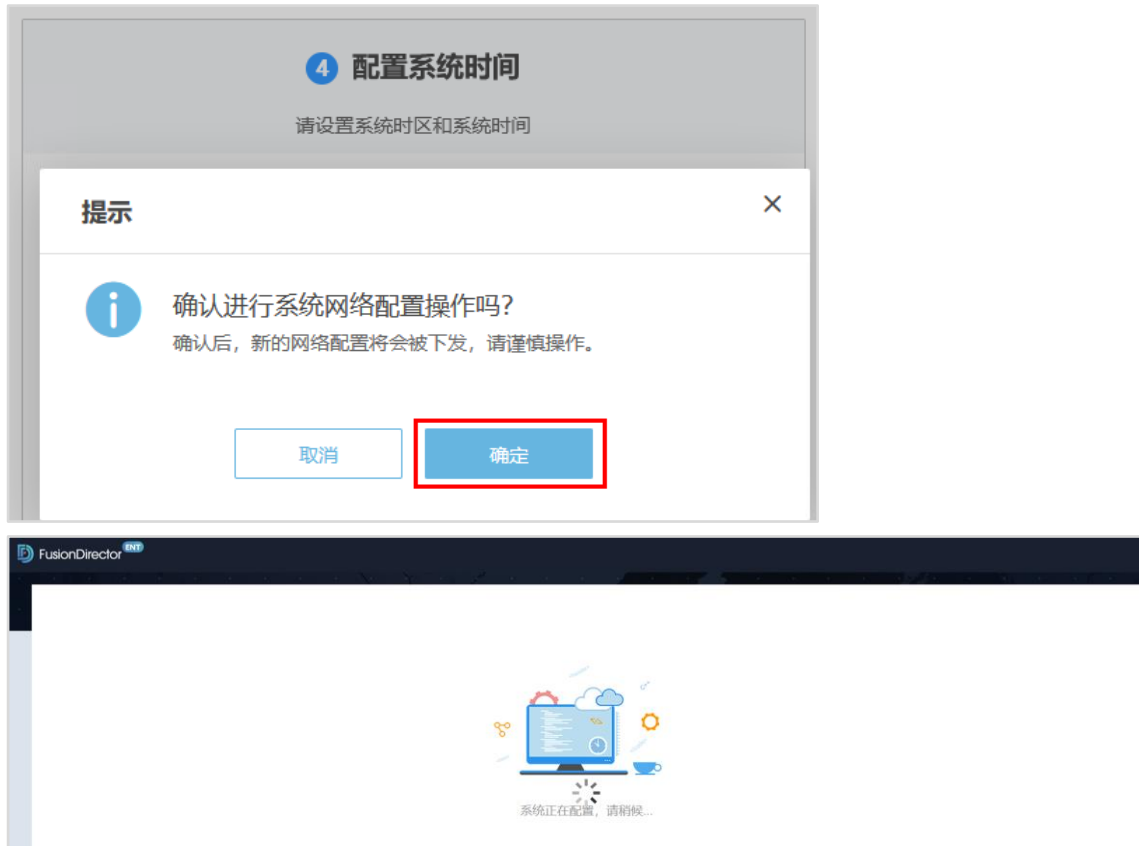 4 配置系统时间
请设置系统时区和系统时间
提示
确认进行系统网络配置操作吗?
确认后，新的网络配置将会被下发，请谨慎操作。
取消 确定
FusionDirector ENT
系统正在配置，请稍候...